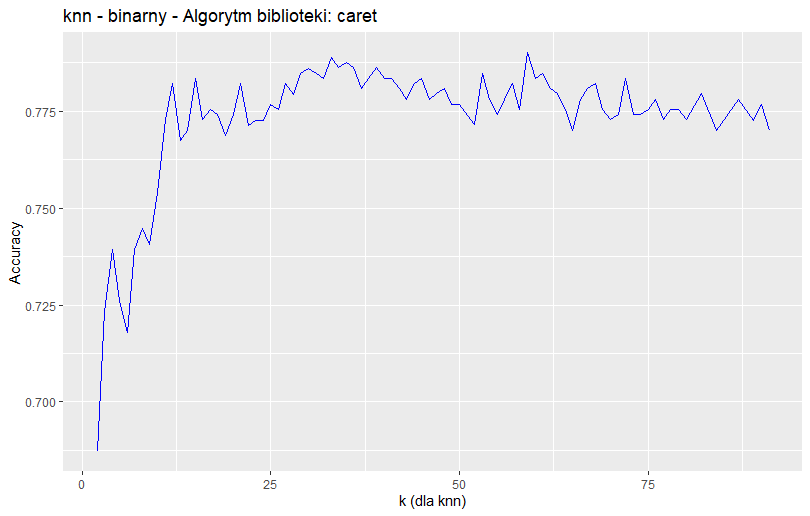 knn - binarny - Algorytm biblioteki: caret
Accuracy
0.775
0.750
0.725
0.700
0
25
50
75
k (dla knn)